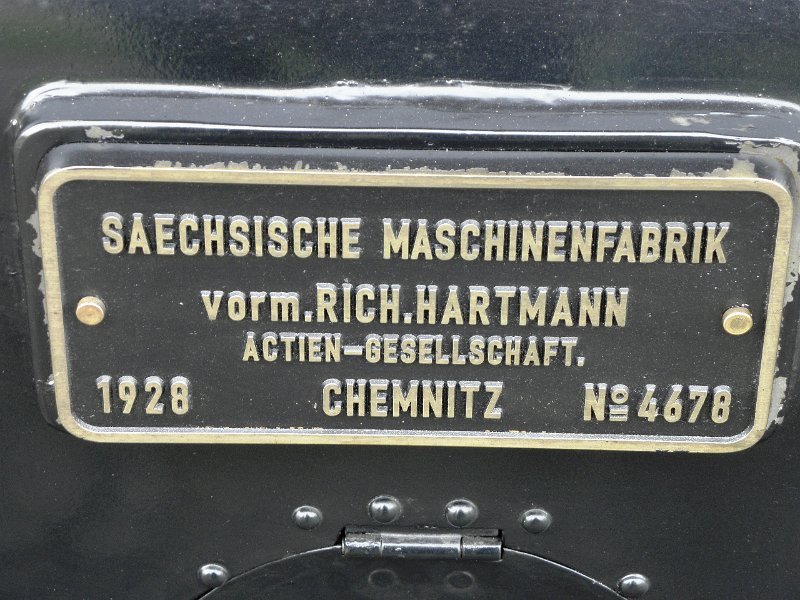 SAECHSISCHE MASCHINENFABRIK
vorm. RICH. HARTMANN
ACTIEN-GESELLSCHAFT.
1928 CHEMNITZ Nº 4678